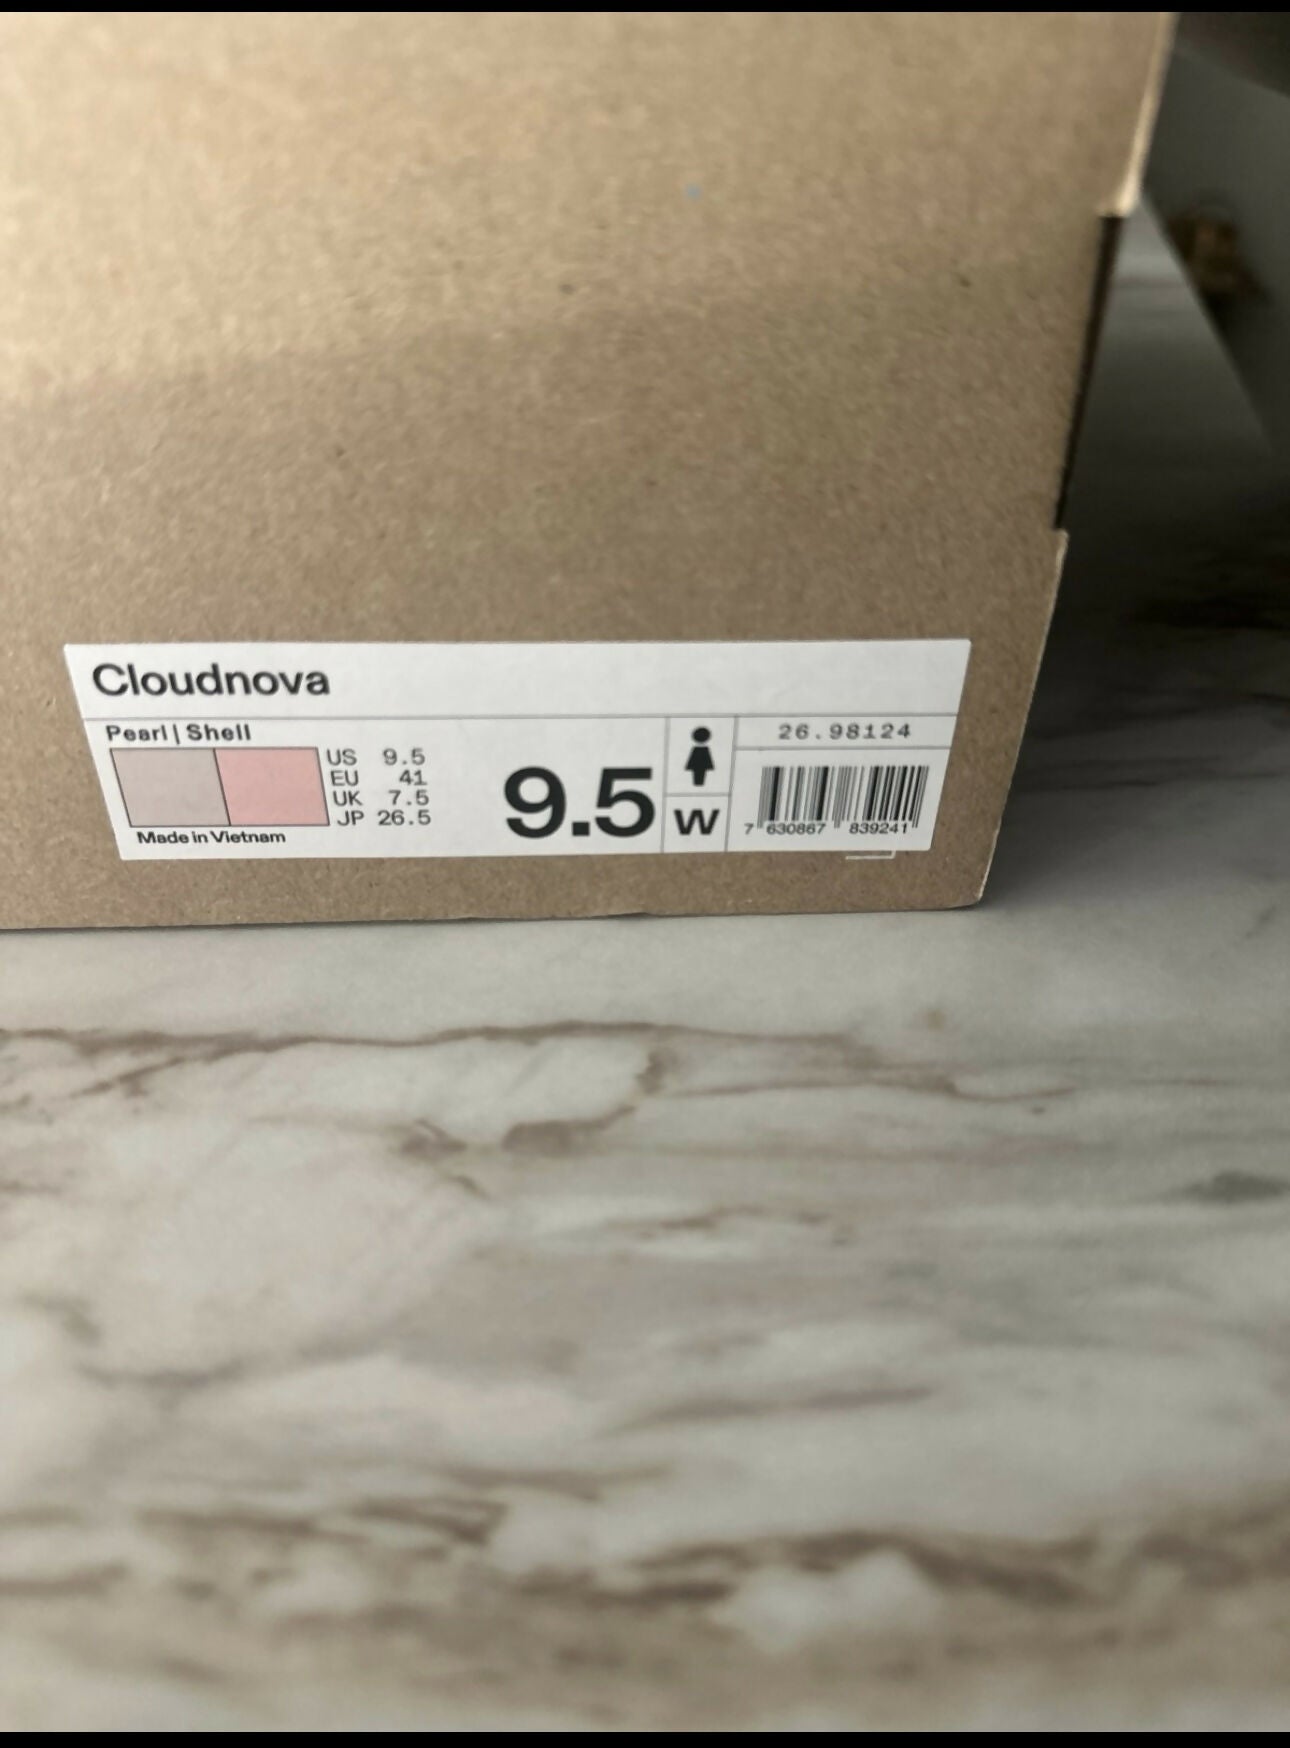 Cloudnova
Pearl | Shell
US 9.5
EU 41
UK 7.5
JP 26.5
Made in Vietnam
9.5
W
26.98124
7 630867 839241